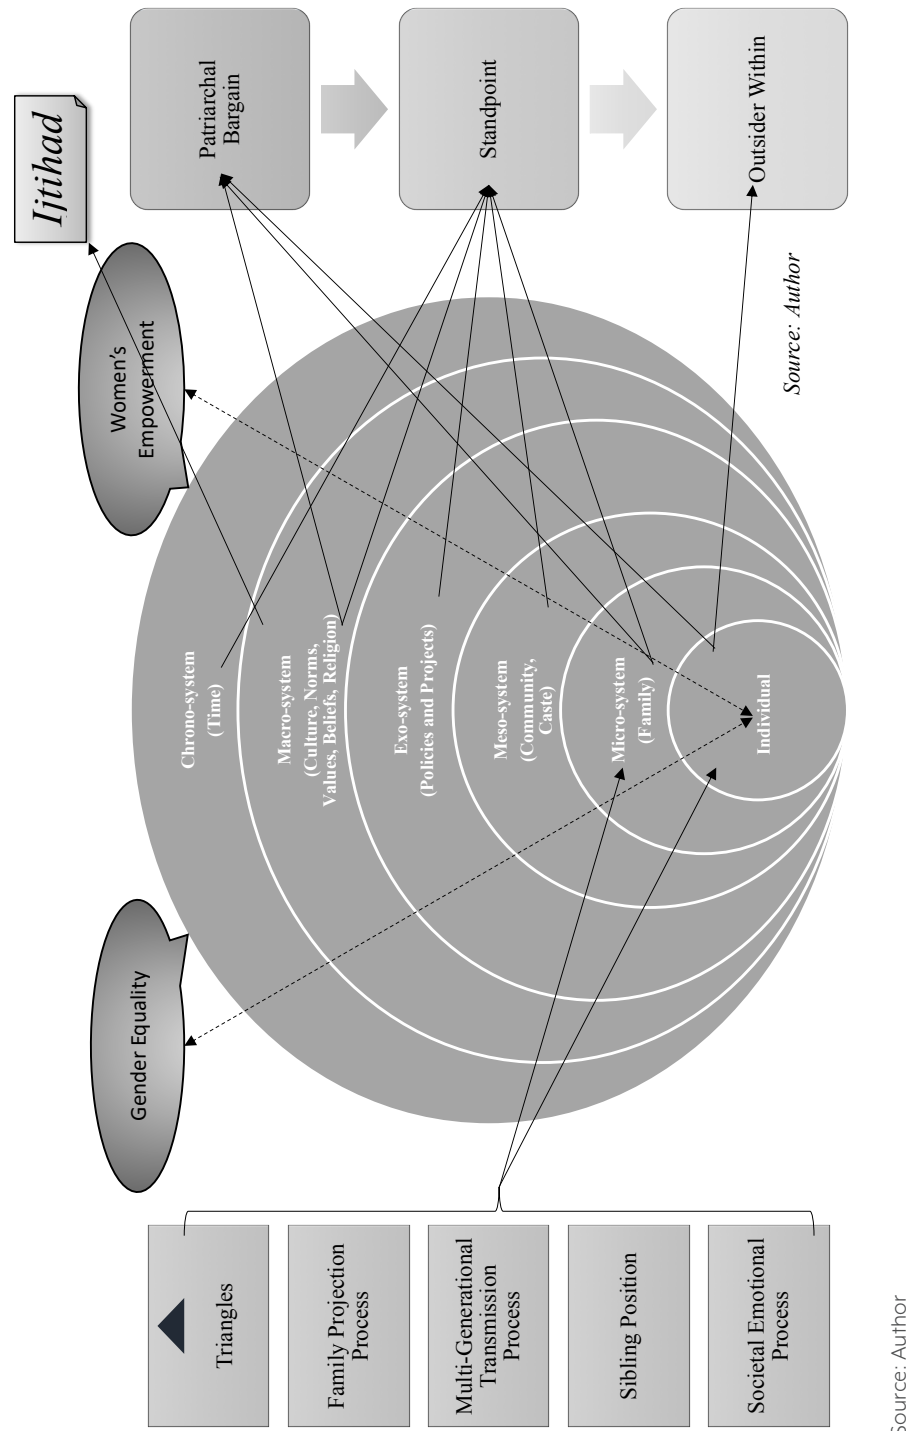 Triangles
Family Projection
Process
Multi-Generational
Transmission
Process
Sibling Position
Societal Emotional
Process
Gender Equality
Women's
Empowerment
Ijtihad
Chrono-system
(Time)
Macro-system
(Culture, Norms,
Values, Beliefs, Religion)
Exo-system
(Policies and Projects)
Meso-system
(Community,
Caste)
Micro-system
(Family)
Individual
Patriarchal
Bargain
Standpoint
Outsider Within
Source: Author
Source: Author